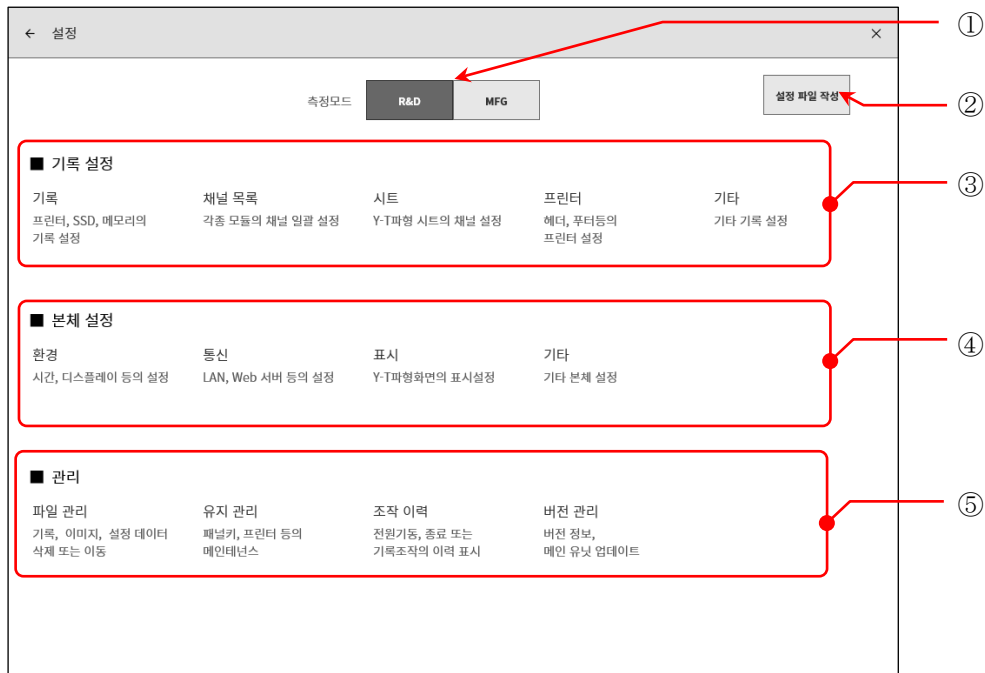 ← 설정 ×
①
측정모드 R&D MFG
설정 파일 작성
②
■ 기록 설정
③
기록 채널 목록 시트 프린터 기타
프린터, SSD, 메모리의 각종 모듈의 채널 일괄 설정 Y-T파형 시트의 채널 설정 헤더, 푸터등의 기타 기록 설정
기록 설정 프린터 설정
■ 본체 설정
④
환경 통신 표시 기타
시간, 디스플레이 등의 설정 LAN, Web 서버 등의 설정 Y-T파형화면의 표시설정 기타 본체 설정
■ 관리
⑤
파일 관리 유지 관리 조작 이력 버전 관리
기록, 이미지, 설정 데이터 패널키, 프린터 등의 전원기동, 종료 또는 버전 정보,
삭제 또는 이동 메인테넌스 기록조작의 이력 표시 메인 유닛 업데이트